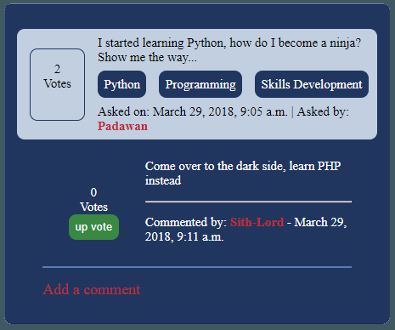 I started learning Python, how do I become a ninja?
Show me the way...
2
Votes
Python Programming Skills Development
Asked on: March 29, 2018, 9:05 a.m. | Asked by:
Padawan
Come over to the dark side, learn PHP
instead
0
Votes
up vote
Commented by: Sith-Lord - March 29,
2018, 9:11 a.m.
Add a comment